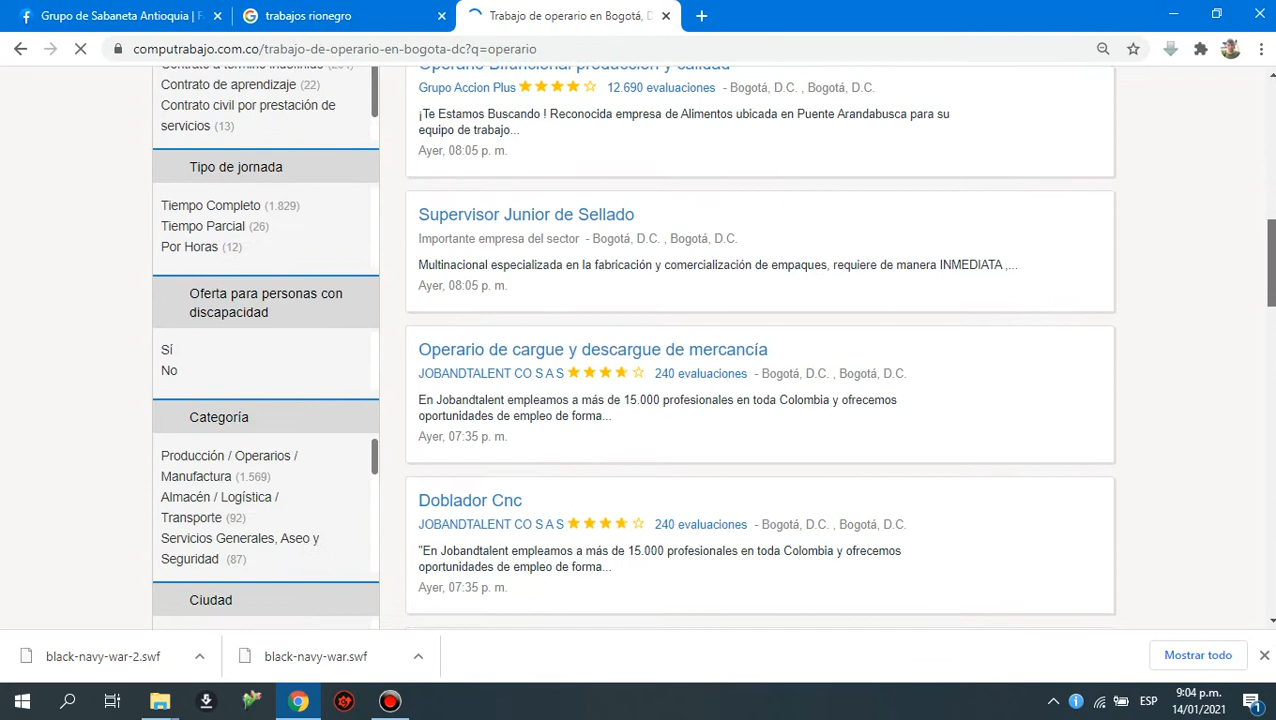 Grupo de Sabaneta Antioquia | F
trabajos rionegro
Trabajo de operario en Bogotá, D
computrabajo.com.co/trabajo-de-operario-en-bogota-dc?q=operario
Contrato a término indefinido
Contrato de aprendizaje (22)
Contrato civil por prestación de
servicios (13)
Tipo de jornada
Tiempo Completo (1.829)
Tiempo Parcial (26)
Por Horas (12)
Oferta para personas con
discapacidad
Sí
No
Categoría
Producción / Operarios /
Manufactura (1.569)
Almacén / Logística /
Transporte (92)
Servicios Generales, Aseo y
Seguridad (87)
Ciudad
Operario Bifuncional producción y calidad
Grupo Accion Plus 12.690 evaluaciones - Bogotá, D.C. , Bogotá, D.C.
¡Te Estamos Buscando ! Reconocida empresa de Alimentos ubicada en Puente Arandabusca para su
equipo de trabajo...
Ayer, 08:05 p. m.
Supervisor Junior de Sellado
Importante empresa del sector - Bogotá, D.C. , Bogotá, D.C.
Multinacional especializada en la fabricación y comercialización de empaques, requiere de manera INMEDIATA ,...
Ayer, 08:05 p. m.
Operario de cargue y descargue de mercancía
JOBANDTALENT CO S A S 240 evaluaciones - Bogotá, D.C. , Bogotá, D.C.
En Jobandtalent empleamos a más de 15.000 profesionales en toda Colombia y ofrecemos
oportunidades de empleo de forma...
Ayer, 07:35 p. m.
Doblador Cnc
JOBANDTALENT CO S A S 240 evaluaciones - Bogotá, D.C. , Bogotá, D.C.
"En Jobandtalent empleamos a más de 15.000 profesionales en toda Colombia y ofrecemos
oportunidades de empleo de forma...
Ayer, 07:35 p. m.
black-navy-war-2.swf
black-navy-war.swf
Mostrar todo
ESP
9:04 p.m.
14/01/2021
1